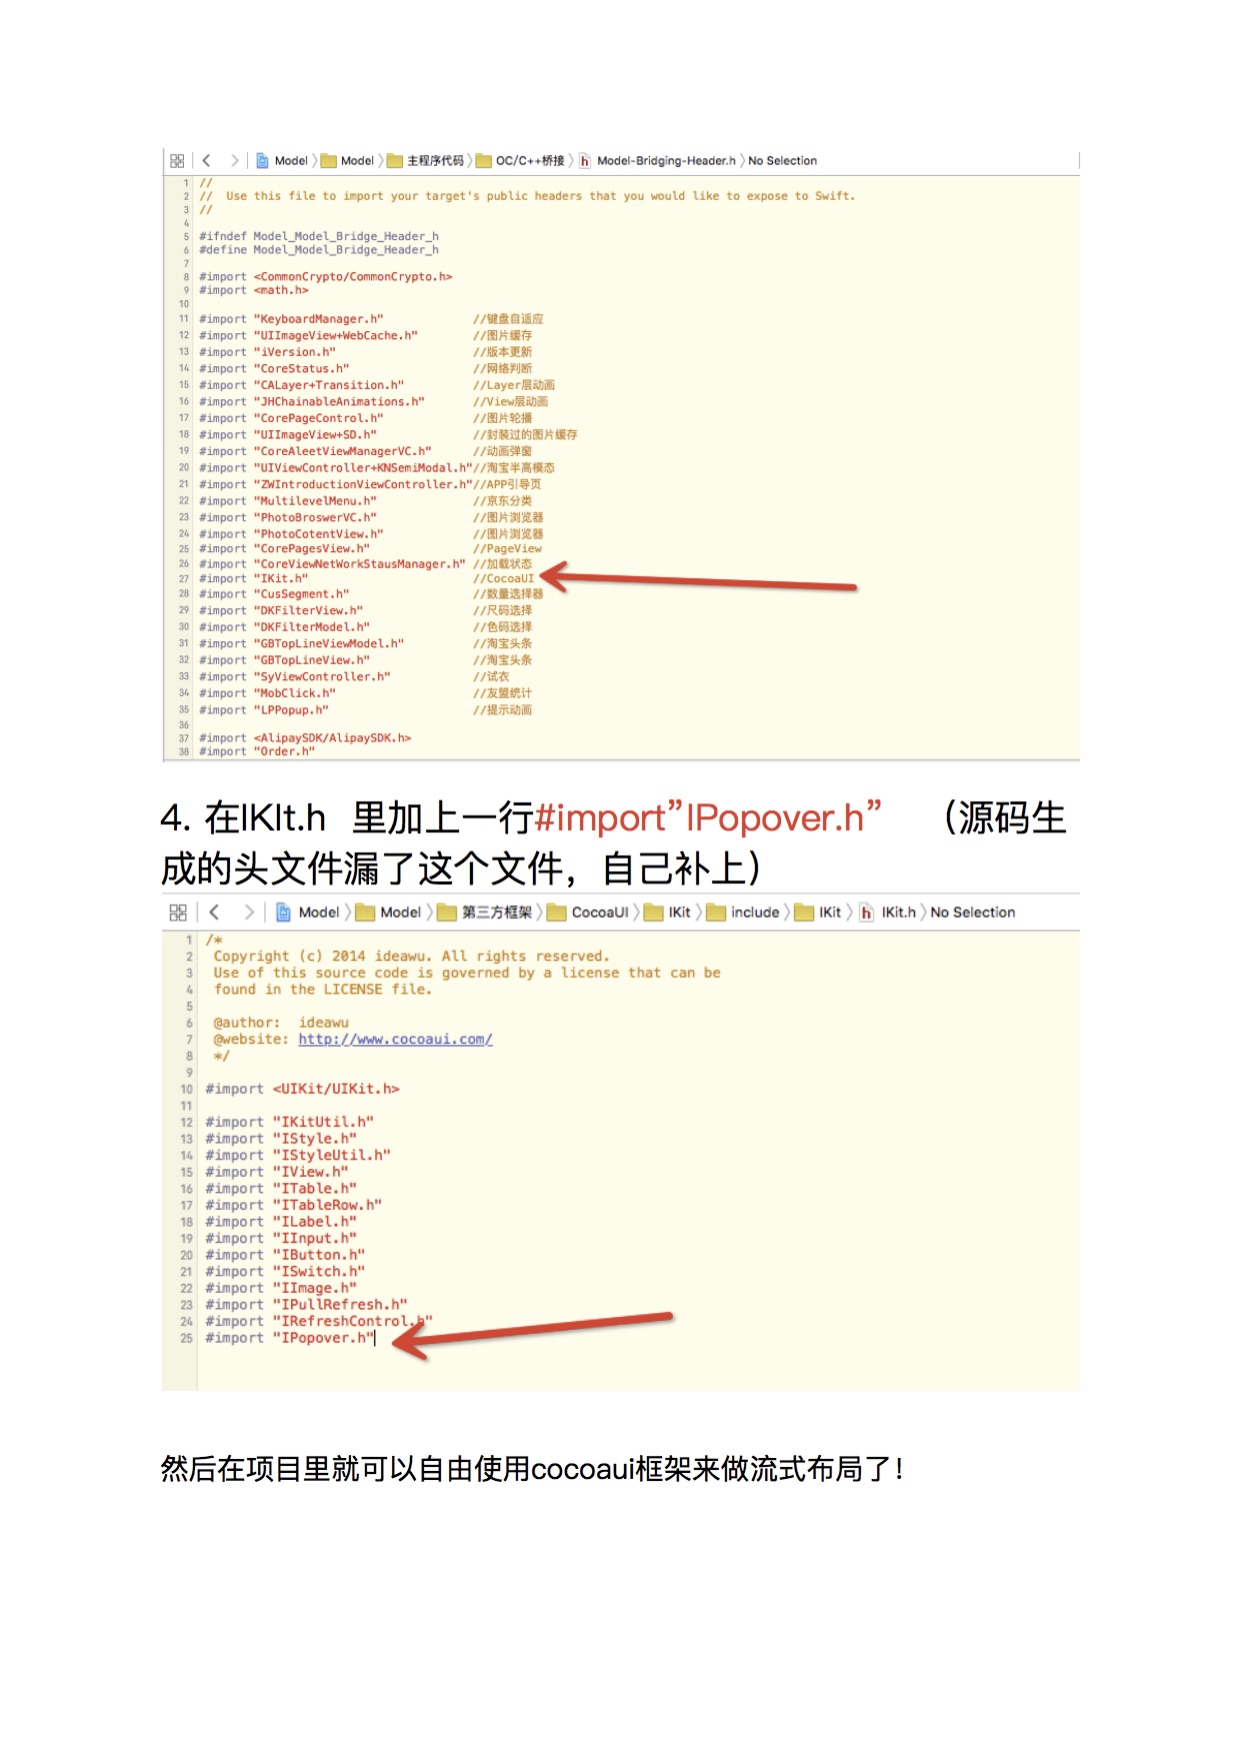 Model 〉 Model 〉 主程序代码 〉 OC/C++桥接 〉 h Model-Bridging-Header.h 〉 No Selection
1 //
2 //  Use this file to import your target's public headers that you would like to expose to Swift.
3 //
4
5 #ifndef Model_Model_Bridge_Header_h
6 #define Model_Model_Bridge_Header_h
7
8 #import <CommonCrypto/CommonCrypto.h>
9 #import <math.h>
10
11 #import "KeyboardManager.h" //键盘自适应
12 #import "UIImageView+WebCache.h" //图片缓存
13 #import "iVersion.h" //版本更新
14 #import "CoreStatus.h" //网络判断
15 #import "CALayer+Transition.h" //Layer层动画
16 #import "JHChainableAnimations.h" //View层动画
17 #import "CorePageControl.h" //图片轮播
18 #import "UIImageView+SD.h" //封装过的图片缓存
19 #import "CoreAleetViewManagerVC.h" //动画弹窗
20 #import "UIViewController+KNSemiModal.h"//淘宝半高模态
21 #import "ZWIntroductionViewController.h"//APP引导页
22 #import "MultilevelMenu.h" //京东分类
23 #import "PhotoBroswerVC.h" //图片浏览器
24 #import "PhotoCotentView.h" //图片浏览器
25 #import "CorePagesView.h" //PageView
26 #import "CoreViewNetWorkStausManager.h" //加载状态
27 #import "IKit.h" //CocoaUI
28 #import "CusSegment.h" //数量选择器
29 #import "DKFilterView.h" //尺码选择
30 #import "DKFilterModel.h" //色码选择
31 #import "GBTopLineViewModel.h" //淘宝头条
32 #import "GBTopLineView.h" //淘宝头条
33 #import "SyViewController.h" //试衣
34 #import "MobClick.h" //友盟统计
35 #import "LPPopup.h" //提示动画
36
37 #import <AlipaySDK/AlipaySDK.h>
38 #import "Order.h"
4. 在IKIt.h 里加上一行#import”IPopover.h” （源码生
成的头文件漏了这个文件，自己补上）
Model 〉 Model 〉 第三方框架 〉 CocoaUI 〉 IKit 〉 include 〉 IKit 〉 h IKit.h 〉 No Selection
1 /*
2 Copyright (c) 2014 ideawu. All rights reserved.
3 Use of this source code is governed by a license that can be
4 found in the LICENSE file.
5
6 @author:  ideawu
7 @website: http://www.cocoaui.com/
8 */
9
10 #import <UIKit/UIKit.h>
11
12 #import "IKitUtil.h"
13 #import "IStyle.h"
14 #import "IStyleUtil.h"
15 #import "IView.h"
16 #import "ITable.h"
17 #import "ITableRow.h"
18 #import "ILabel.h"
19 #import "IInput.h"
20 #import "IButton.h"
21 #import "ISwitch.h"
22 #import "IImage.h"
23 #import "IPullRefresh.h"
24 #import "IRefreshControl.h"
25 #import "IPopover.h"
然后在项目里就可以自由使用cocoaui框架来做流式布局了！